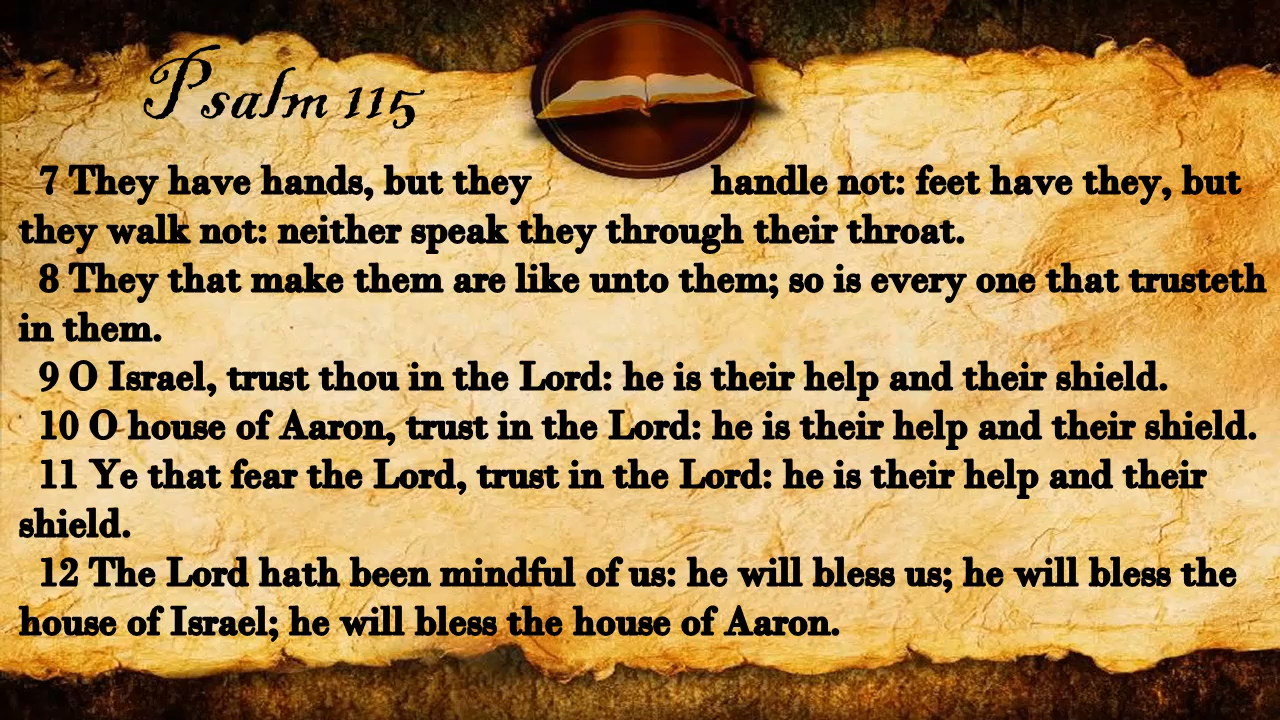 Psalm 115
7 They have hands, but they handle not: feet have they, but
they walk not: neither speak they through their throat.
8 They that make them are like unto them; so is every one that trusteth
in them.
9 O Israel, trust thou in the Lord: he is their help and their shield.
10 O house of Aaron, trust in the Lord: he is their help and their shield.
11 Ye that fear the Lord, trust in the Lord: he is their help and their
shield.
12 The Lord hath been mindful of us: he will bless us; he will bless the
house of Israel; he will bless the house of Aaron.